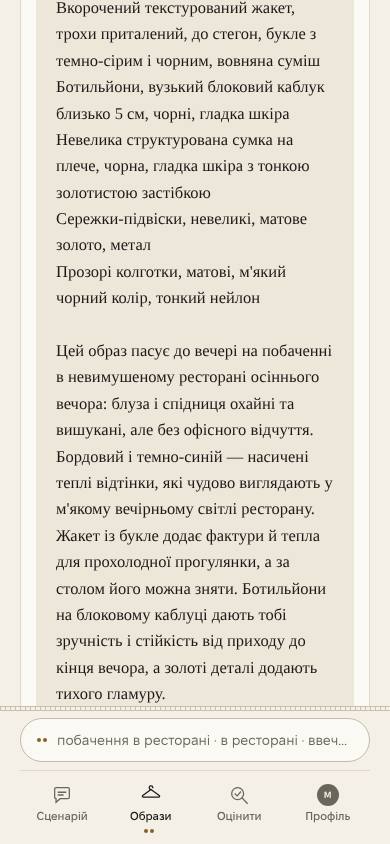 Вкорочений текстурований жакет,
трохи приталений, до стегон, букле з
темно-сірим і чорним, вовняна суміш
Ботильйони, вузький блоковий каблук
близько 5 см, чорні, гладка шкіра
Невелика структурована сумка на
плече, чорна, гладка шкіра з тонкою
золотистою застібкою
Сережки-підвіски, невеликі, матове
золото, метал
Прозорі колготки, матові, м'який
чорний колір, тонкий нейлон
Цей образ пасує до вечері на побаченні
в невимушеному ресторані осіннього
вечора: блуза і спідниця охайні та
вишукані, але без офісного відчуття.
Бордовий і темно-синій — насичені
теплі відтінки, які чудово виглядають у
м'якому вечірньому світлі ресторану.
Жакет із букле додає фактури й тепла
для прохолодної прогулянки, а за
столом його можна зняти. Ботильйони
на блоковому каблуці дають тобі
зручність і стійкість від приходу до
кінця вечора, а золоті деталі додають
тихого гламуру.
побачення в ресторані · в ресторані · ввеч...
Сценарій
Образи
Оцінити
М
Профіль